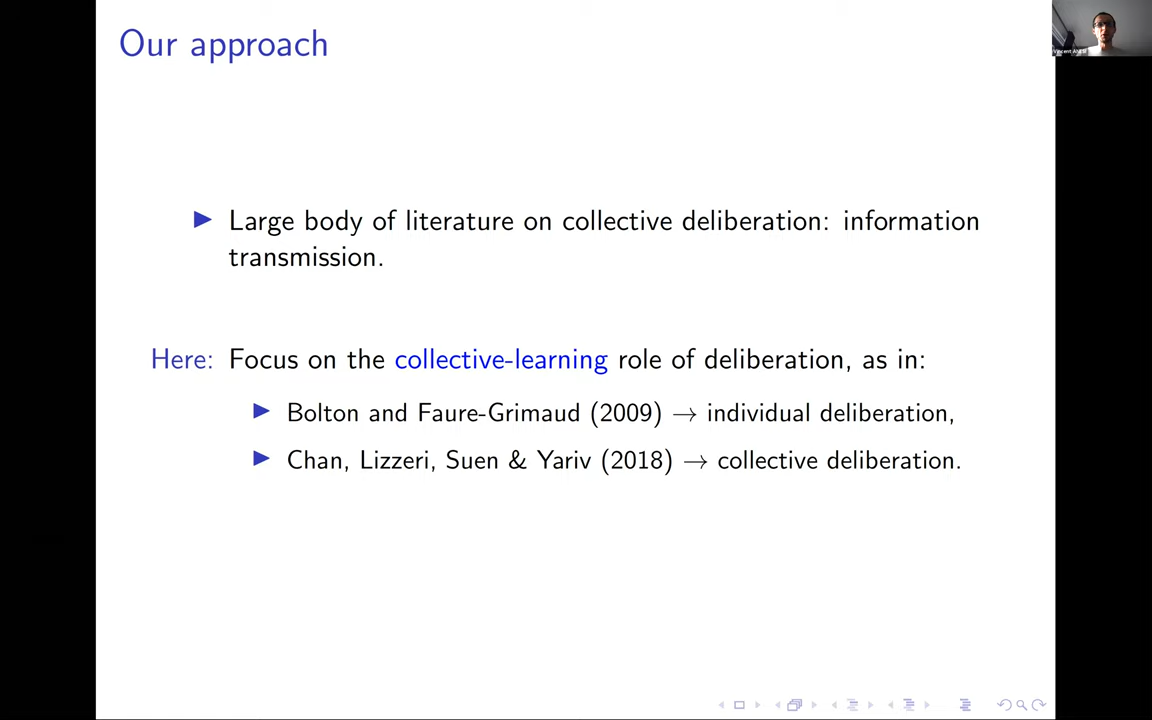 Our approach
Large body of literature on collective deliberation: information
transmission.
Here: Focus on the collective-learning role of deliberation, as in:
Bolton and Faure-Grimaud (2009) → individual deliberation,
Chan, Lizzeri, Suen & Yariv (2018) → collective deliberation.
Vincent